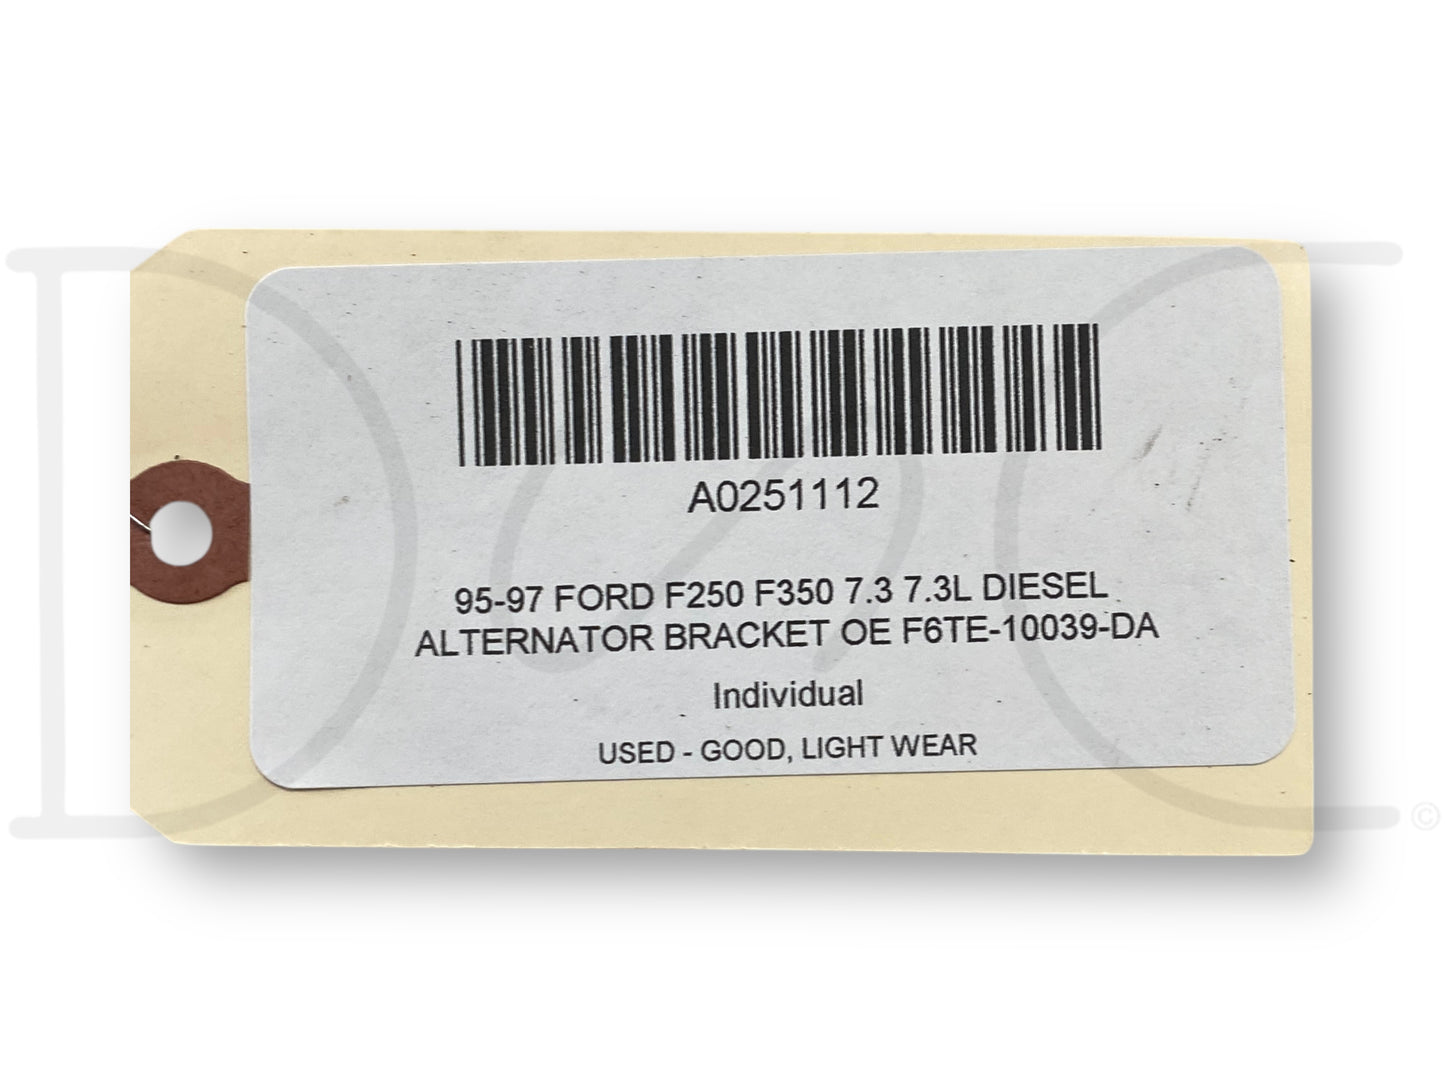 A0251112
95-97 FORD F250 F350 7.3 7.3L DIESEL
ALTERNATOR BRACKET OE F6TE-10039-DA
Individual
USED - GOOD, LIGHT WEAR
©